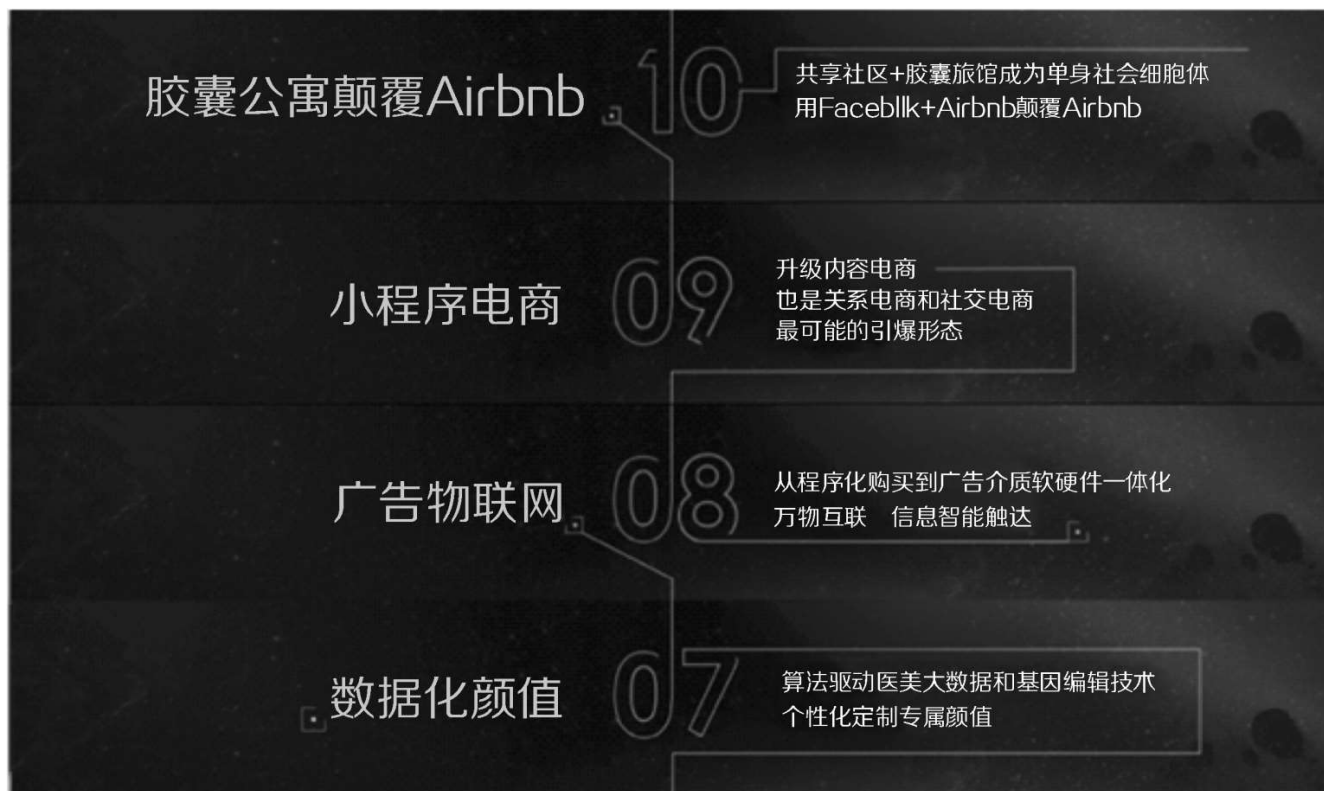 胶囊公寓颠覆Airbnb
10
共享社区+胶囊旅馆成为单身社会细胞体
用Facebllk+Airbnb颠覆Airbnb
小程序电商
09
升级内容电商
也是关系电商和社交电商
最可能的引爆形态
广告物联网
08
从程序化购买到广告介质软硬件一体化
万物互联 信息智能触达
数据化颜值
07
算法驱动医美大数据和基因编辑技术
个性化定制专属颜值